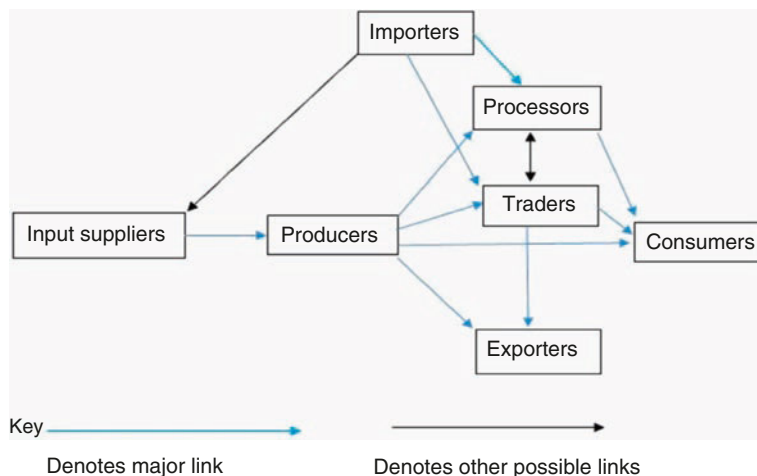 Importers
Processors
Traders
Input suppliers
Producers
Consumers
Exporters
Key
Denotes major link
Denotes other possible links